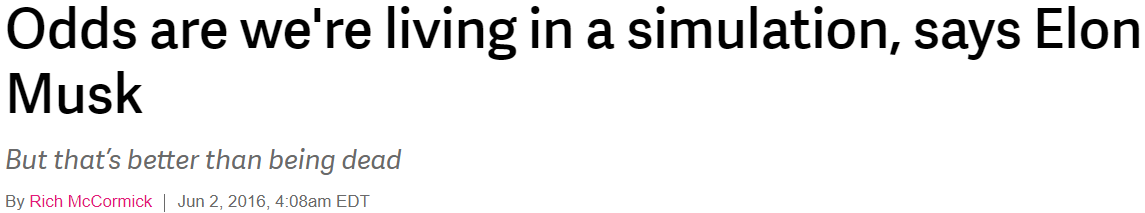 Odds are we're living in a simulation, says Elon
Musk
But that’s better than being dead
By Rich McCormick | Jun 2, 2016, 4:08am EDT